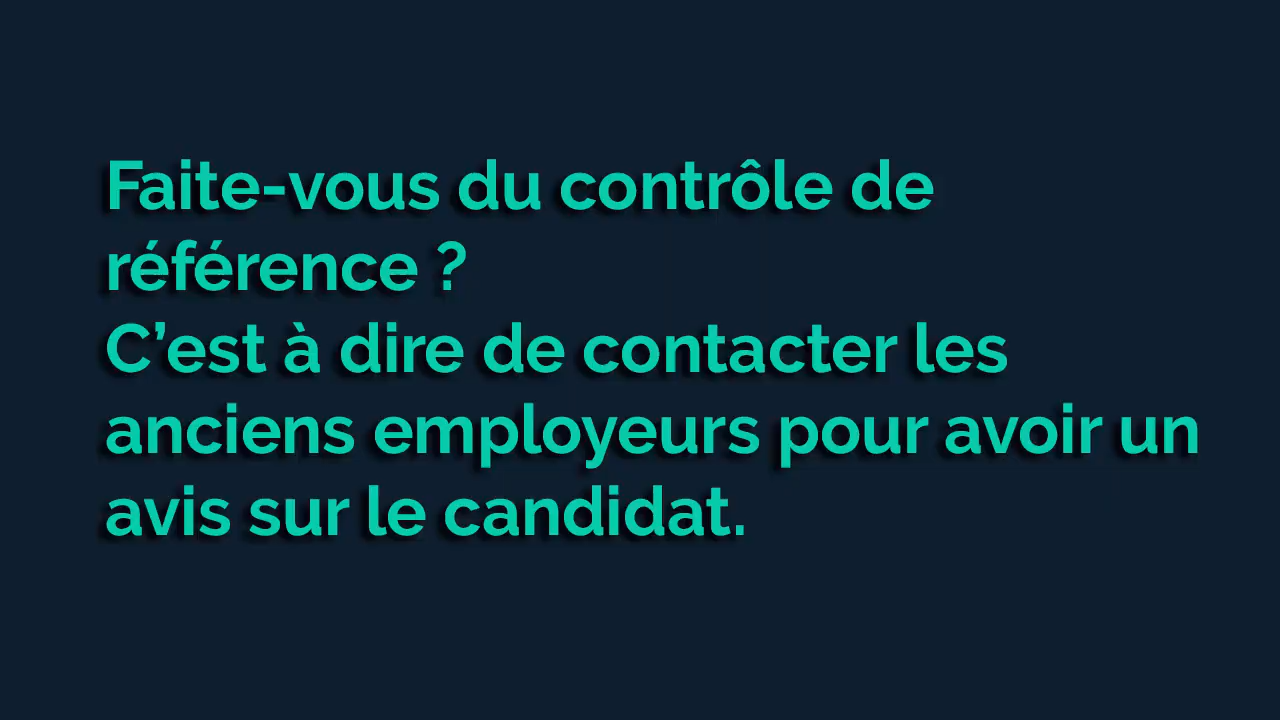 Faite-vous du contrôle de
référence ?
C’est à dire de contacter les
anciens employeurs pour avoir un
avis sur le candidat.